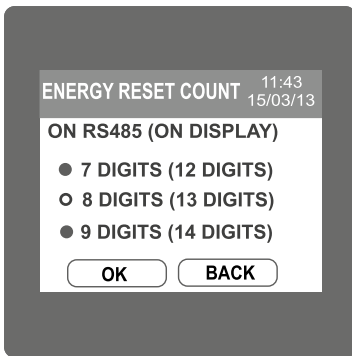 ENERGY RESET COUNT 11:43
15/03/13
ON RS485 (ON DISPLAY)
7 DIGITS (12 DIGITS)
8 DIGITS (13 DIGITS)
9 DIGITS (14 DIGITS)
OK BACK